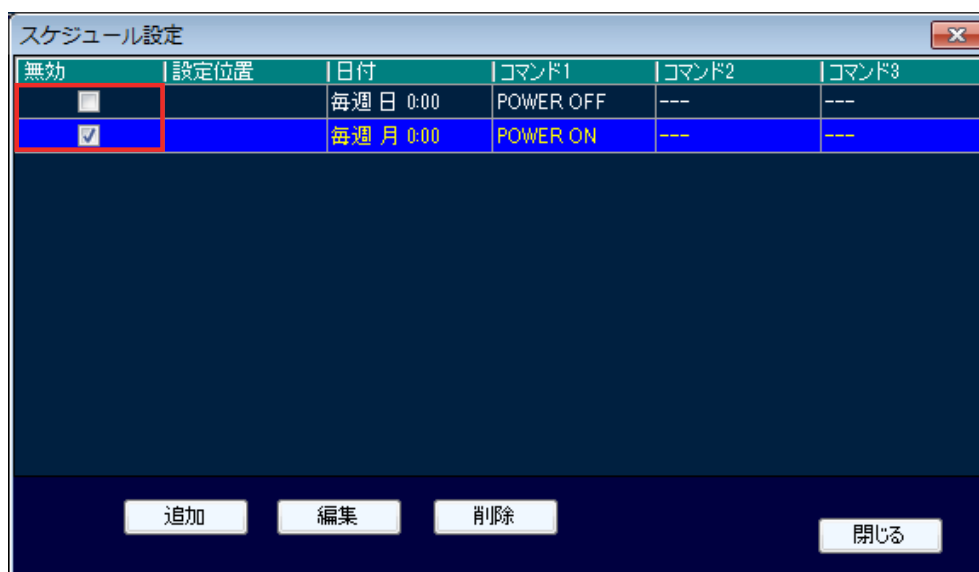 スケジュール設定
無効 設定位置 日付 コマンド1 コマンド2 コマンド3
毎週 日 0:00 POWER OFF --- ---
毎週 月 0:00 POWER ON --- ---
追加 編集 削除
閉じる